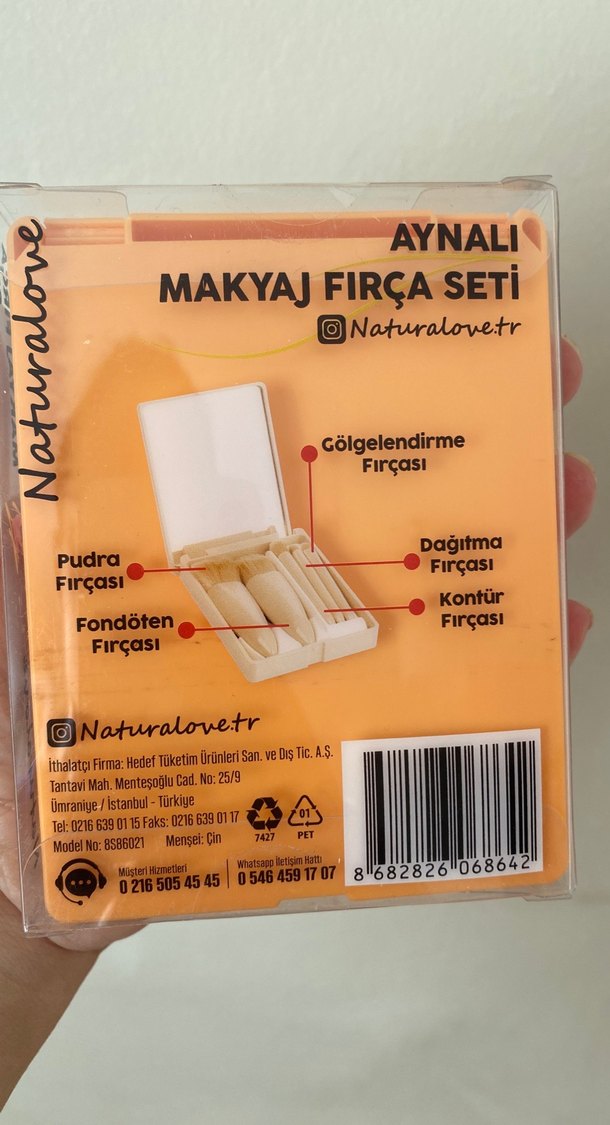 Naturalove
AYNALI
MAKYAJ FIRÇA SETİ
Naturalove.tr
Gölgelendirme
Fırçası
Pudra
Fırçası
Dağıtma
Fırçası
Fondöten
Fırçası
Kontür
Fırçası
Naturalove.tr
İthalatçı Firma: Hedef Tüketim Ürünleri San. ve Dış Tic. A.Ş.
Tantavi Mah. Menteşoğlu Cad. No: 25/9
Ümraniye / İstanbul - Türkiye
Tel: 0216 639 01 15 Faks: 0216 639 01 17
Model No: 8S86021 Menşei: Çin
7427
01
PET
Müşteri Hizmetleri
0 216 505 45 45
Whatsapp İletişim Hattı
0 546 459 17 07
8 682826 068642